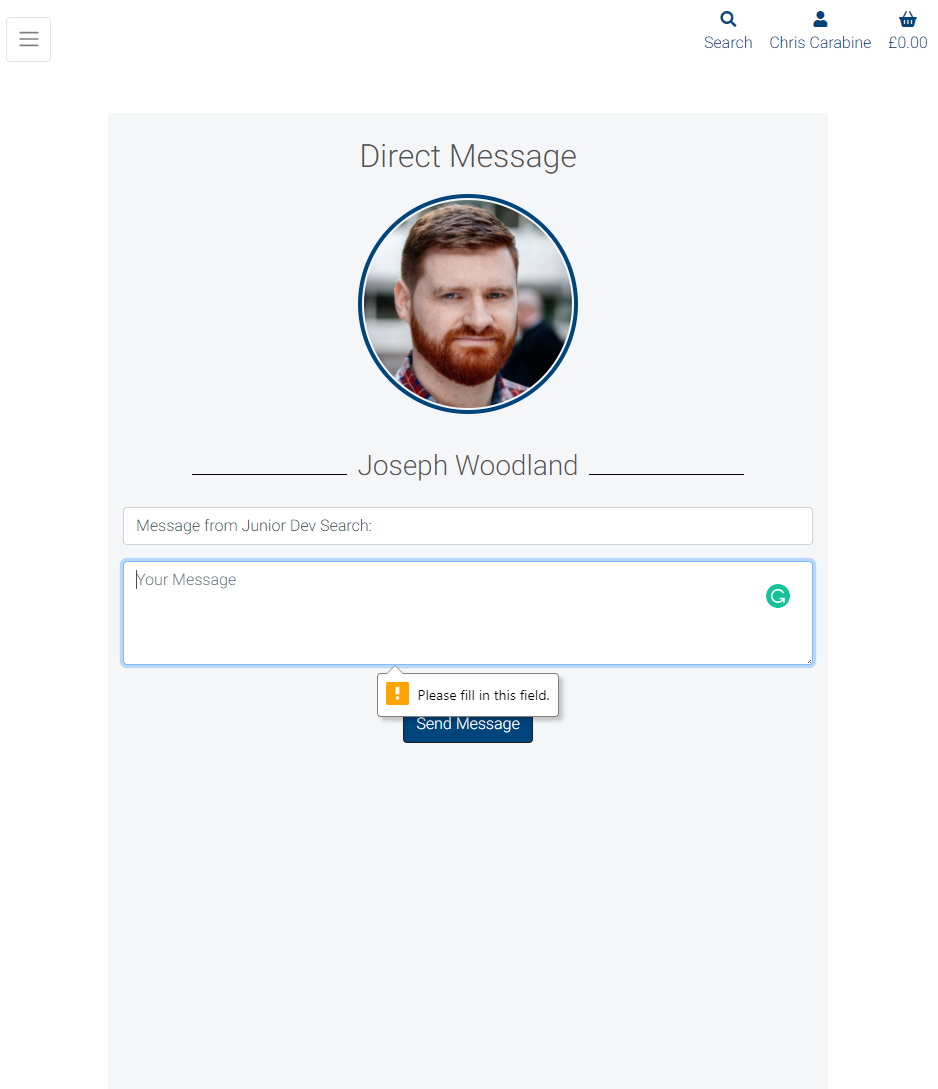 Search
Chris Carabine
£0.00
Direct Message
Joseph Woodland
Message from Junior Dev Search:
Your Message
Please fill in this field.
Send Message